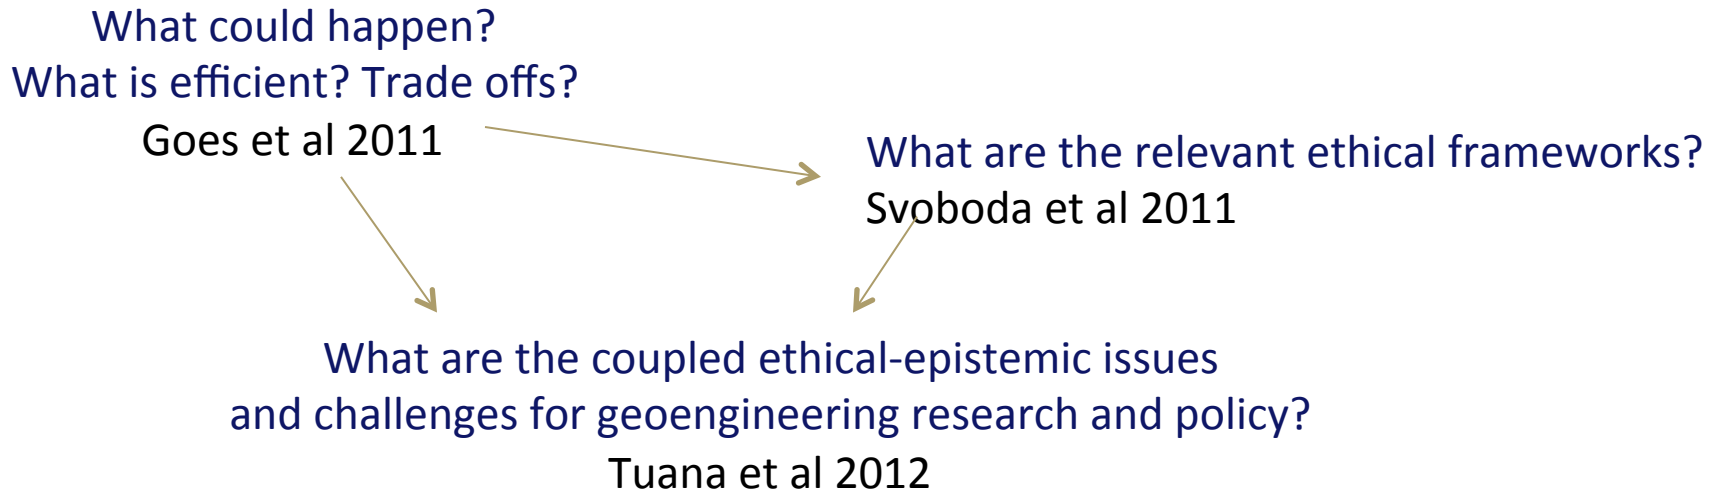 What could happen?
What is efficient? Trade offs?
Goes et al 2011
What are the relevant ethical frameworks?
Svoboda et al 2011
What are the coupled ethical-epistemic issues
and challenges for geoengineering research and policy?
Tuana et al 2012